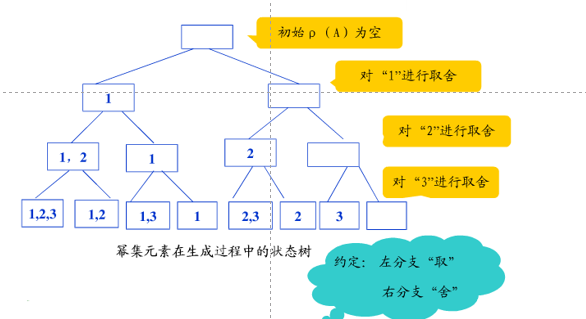 初始ρ（A）为空
对“1”进行取舍
1
对“2”进行取舍
1，2
1
2
对“3”进行取舍
1,2,3
1,2
1,3
1
2,3
2
3
幂集元素在生成过程中的状态树
约定：左分支“取”
右分支“舍”